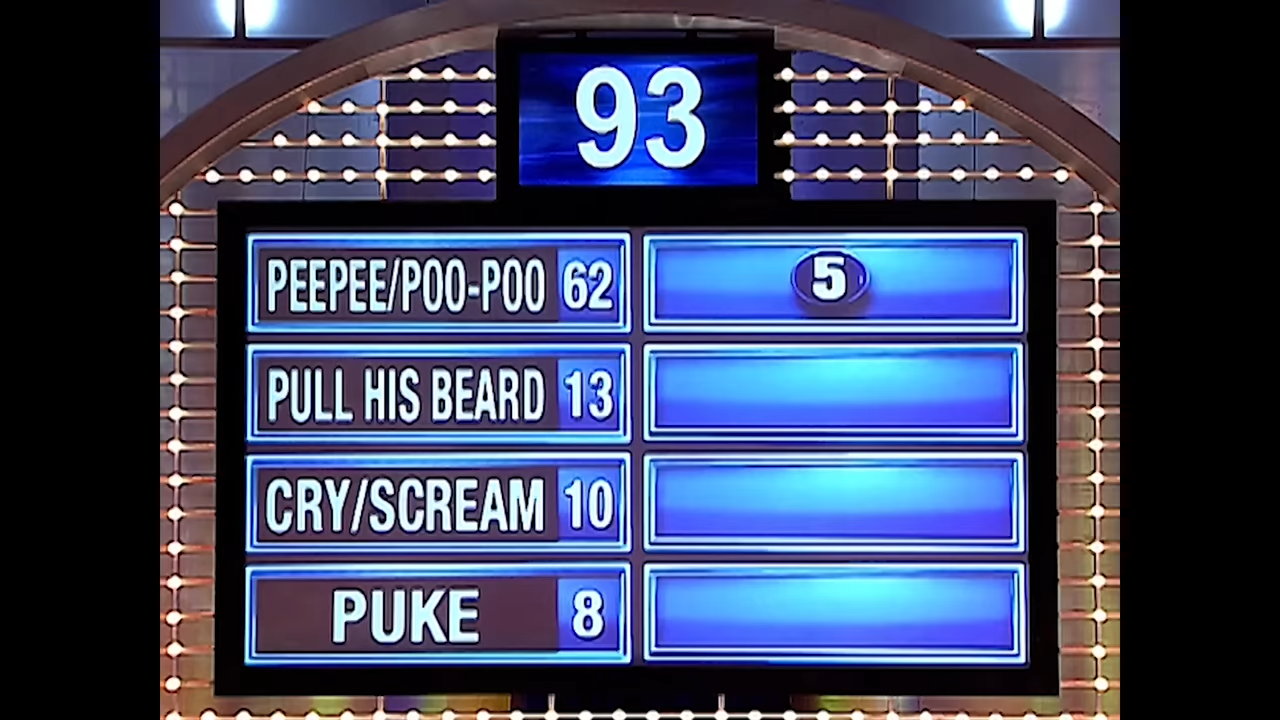 93
PEEPEE/POO-POO 62
5
PULL HIS BEARD 13
CRY/SCREAM 10
PUKE 8